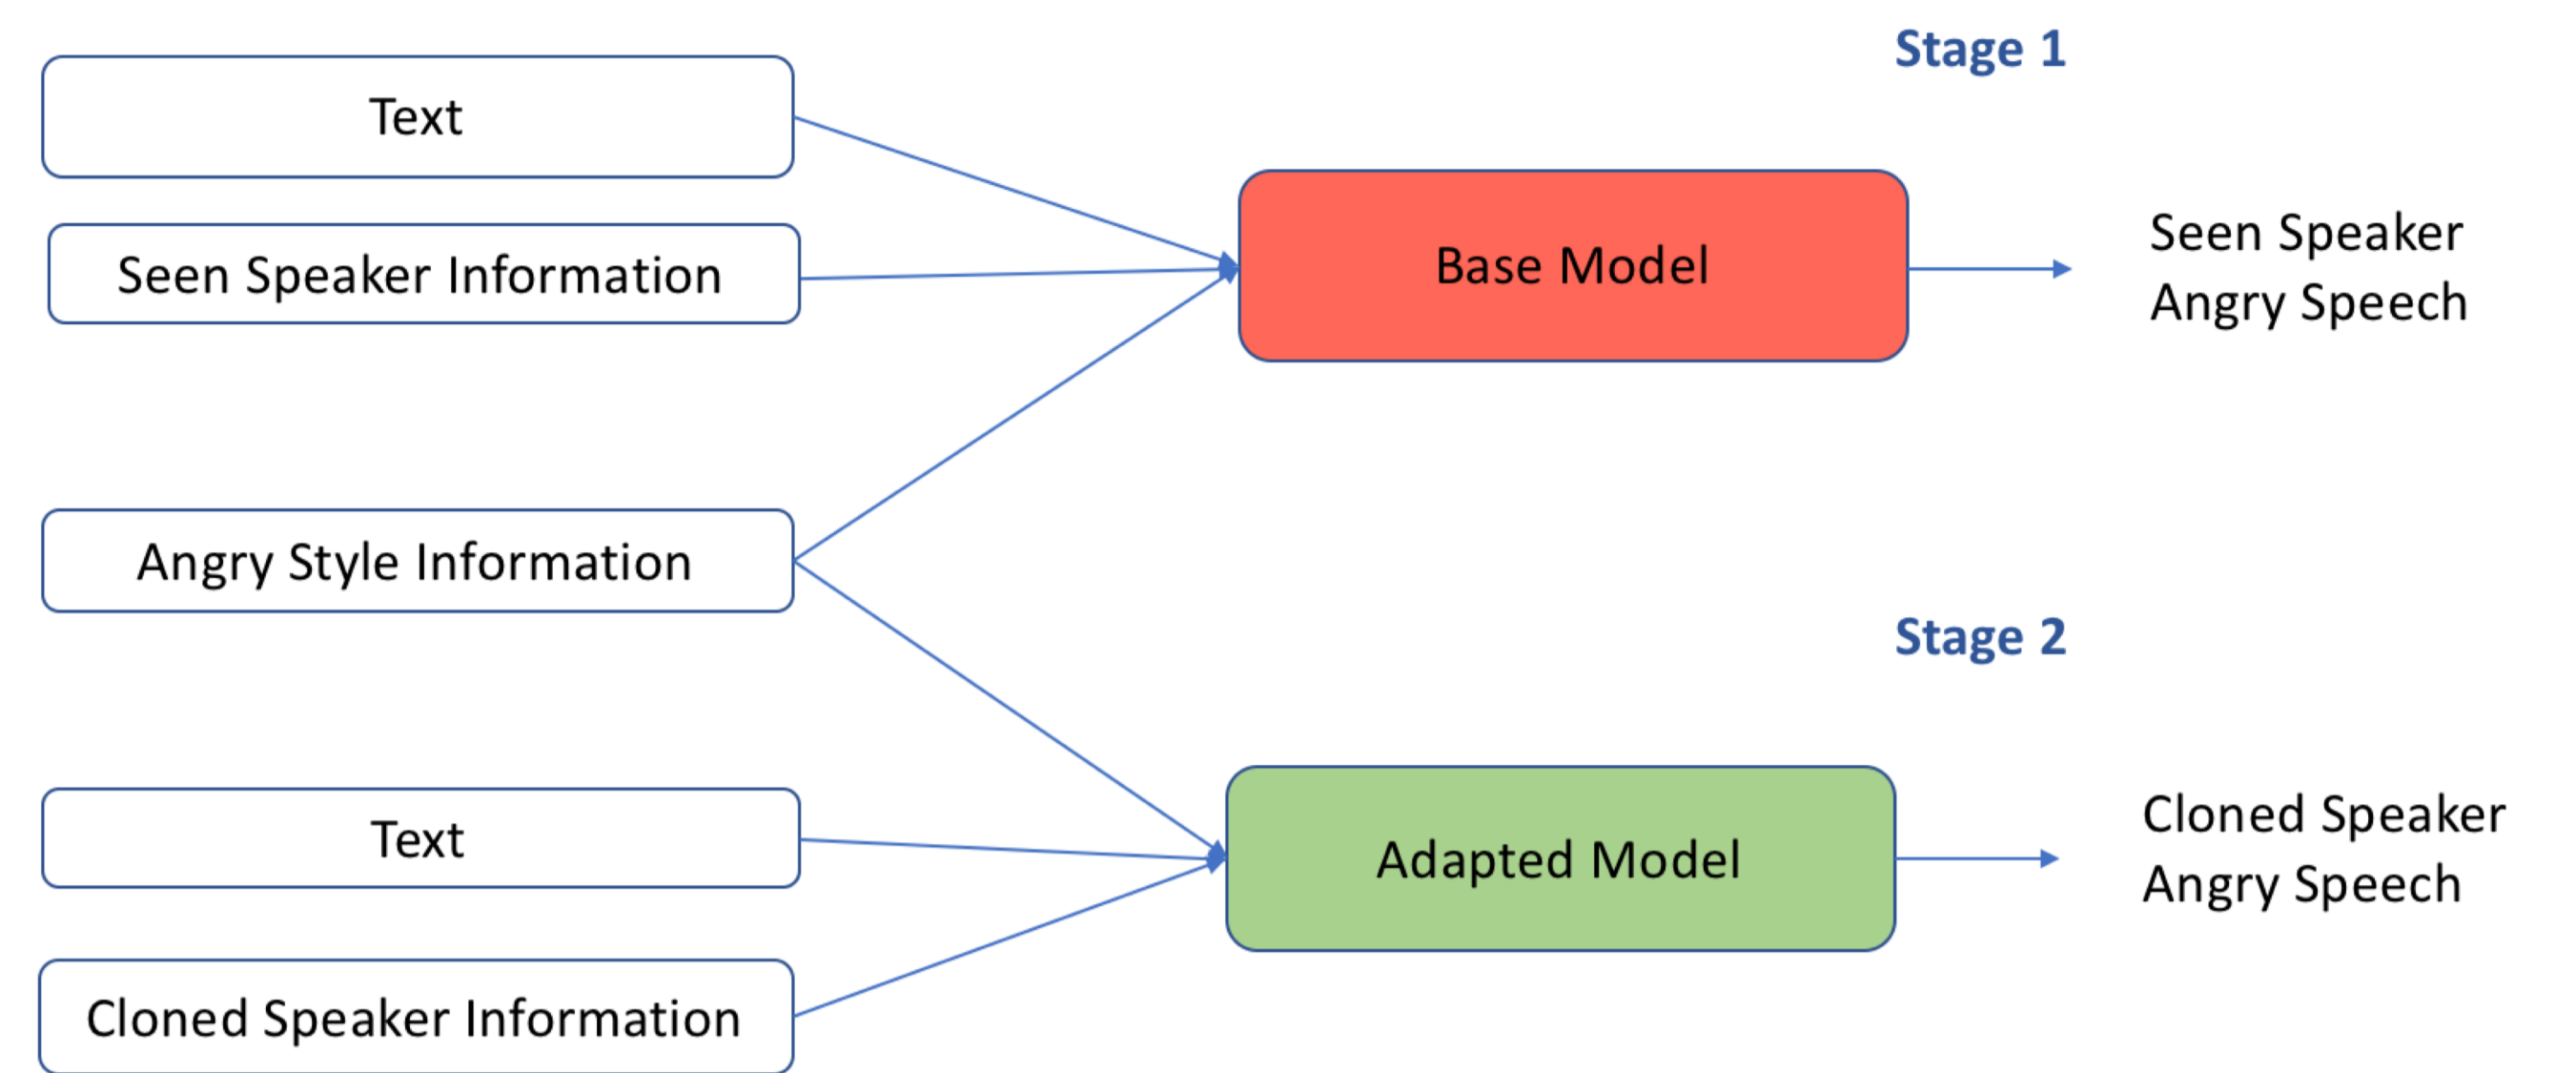 Stage 1
Text
Seen Speaker Information
Base Model
Seen Speaker
Angry Speech
Angry Style Information
Stage 2
Text
Adapted Model
Cloned Speaker
Angry Speech
Cloned Speaker Information